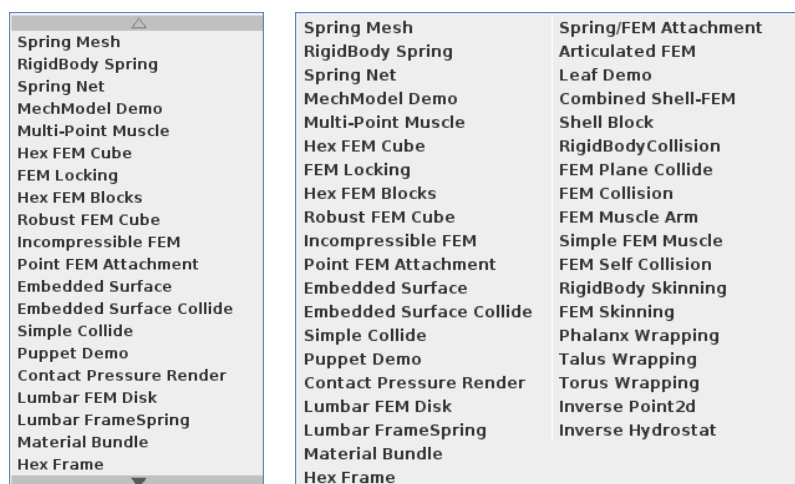 Spring Mesh
RigidBody Spring
Spring Net
MechModel Demo
Multi-Point Muscle
Hex FEM Cube
FEM Locking
Hex FEM Blocks
Robust FEM Cube
Incompressible FEM
Point FEM Attachment
Embedded Surface
Embedded Surface Collide
Simple Collide
Puppet Demo
Contact Pressure Render
Lumbar FEM Disk
Lumbar FrameSpring
Material Bundle
Hex Frame
Spring Mesh
RigidBody Spring
Spring Net
MechModel Demo
Multi-Point Muscle
Hex FEM Cube
FEM Locking
Hex FEM Blocks
Robust FEM Cube
Incompressible FEM
Point FEM Attachment
Embedded Surface
Embedded Surface Collide
Simple Collide
Puppet Demo
Contact Pressure Render
Lumbar FEM Disk
Lumbar FrameSpring
Material Bundle
Hex Frame
Spring/FEM Attachment
Articulated FEM
Leaf Demo
Combined Shell-FEM
Shell Block
RigidBodyCollision
FEM Plane Collide
FEM Collision
FEM Muscle Arm
Simple FEM Muscle
FEM Self Collision
RigidBody Skinning
FEM Skinning
Phalanx Wrapping
Talus Wrapping
Torus Wrapping
Inverse Point2d
Inverse Hydrostat